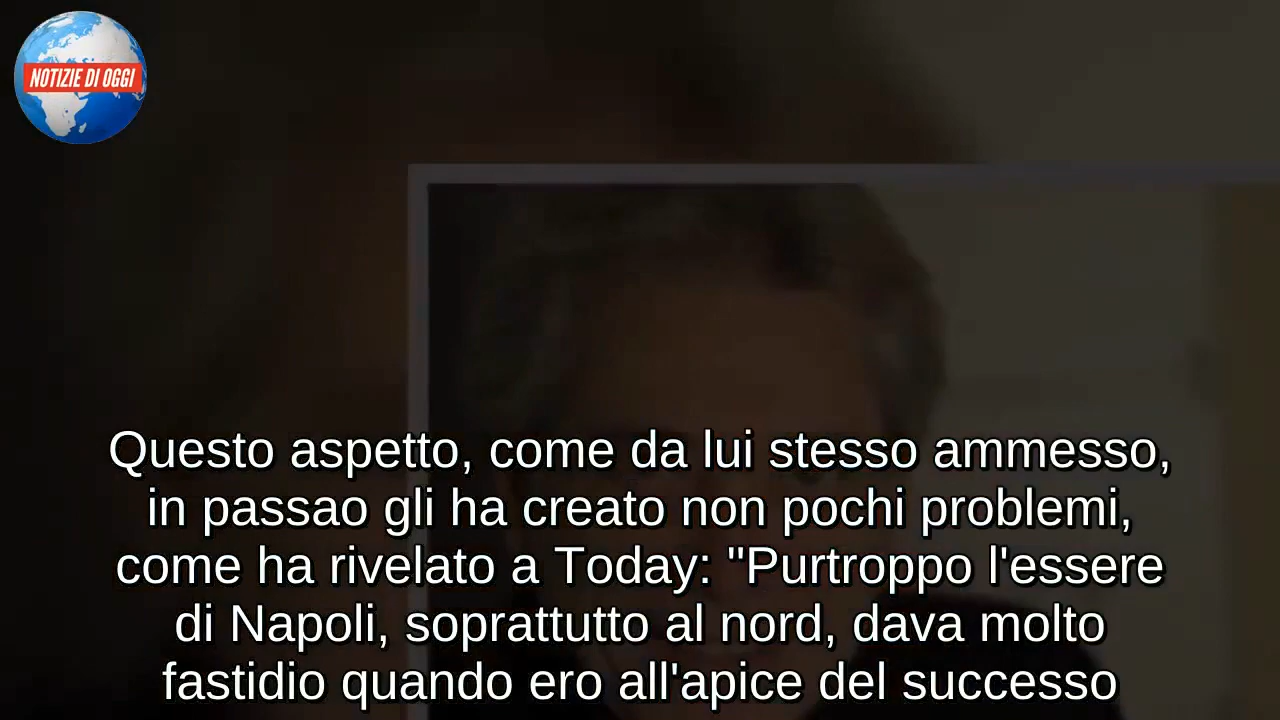 NOTIZIE DI OGGI
Questo aspetto, come da lui stesso ammesso,
in passao gli ha creato non pochi problemi,
come ha rivelato a Today: "Purtroppo l'essere
di Napoli, soprattutto al nord, dava molto
fastidio quando ero all'apice del successo